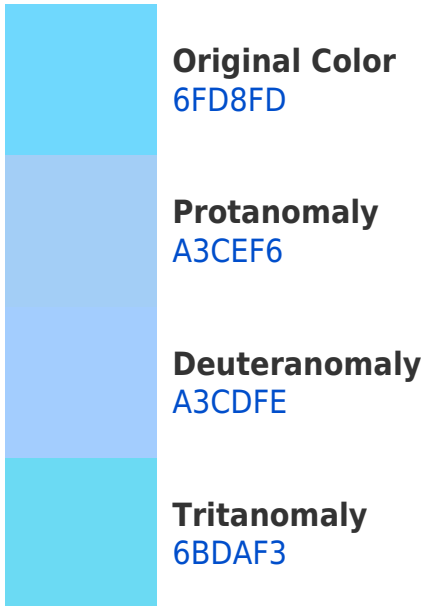 Original Color
6FD8FD
Protanomaly
A3CEF6
Deuteranomaly
A3CDFE
Tritanomaly
6BDAF3